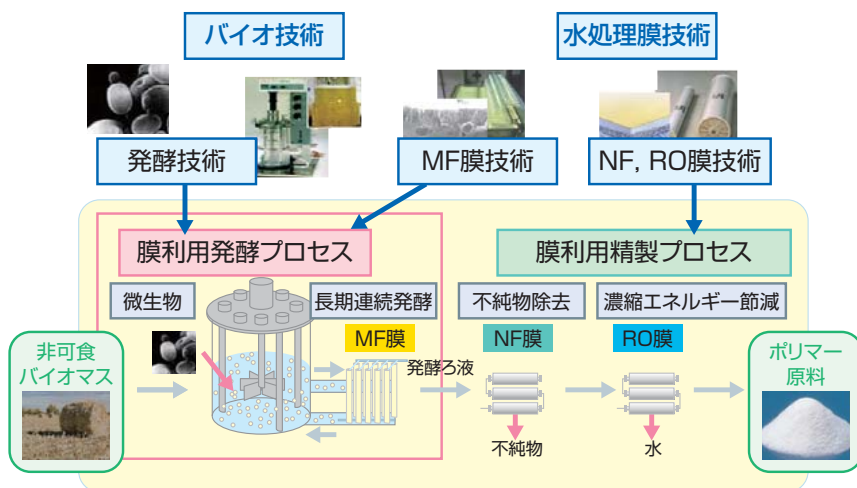 バイオ技術
水処理膜技術
発酵技術
MF膜技術
NF, RO膜技術
膜利用発酵プロセス
膜利用精製プロセス
微生物
長期連続発酵
不純物除去
濃縮エネルギー節減
MF膜
NF膜
RO膜
非可食
バイオマス
発酵ろ液
ポリマー
原料
不純物
水